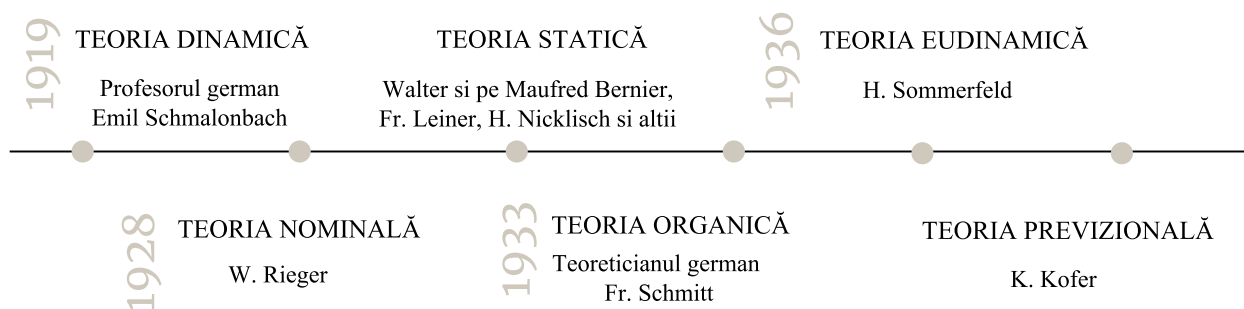 1919
TEORIA DINAMICĂ
Profesorul german
Emil Schmalonbach
TEORIA STATICĂ
Walter si pe Maufred Bernier,
Fr. Leiner, H. Nicklisch si altii
1936
TEORIA EUDINAMICĂ
H. Sommerfeld
1928
TEORIA NOMINALĂ
W. Rieger
1933
TEORIA ORGANICĂ
Teoreticianul german
Fr. Schmitt
TEORIA PREVIZIONALĂ
K. Kofer